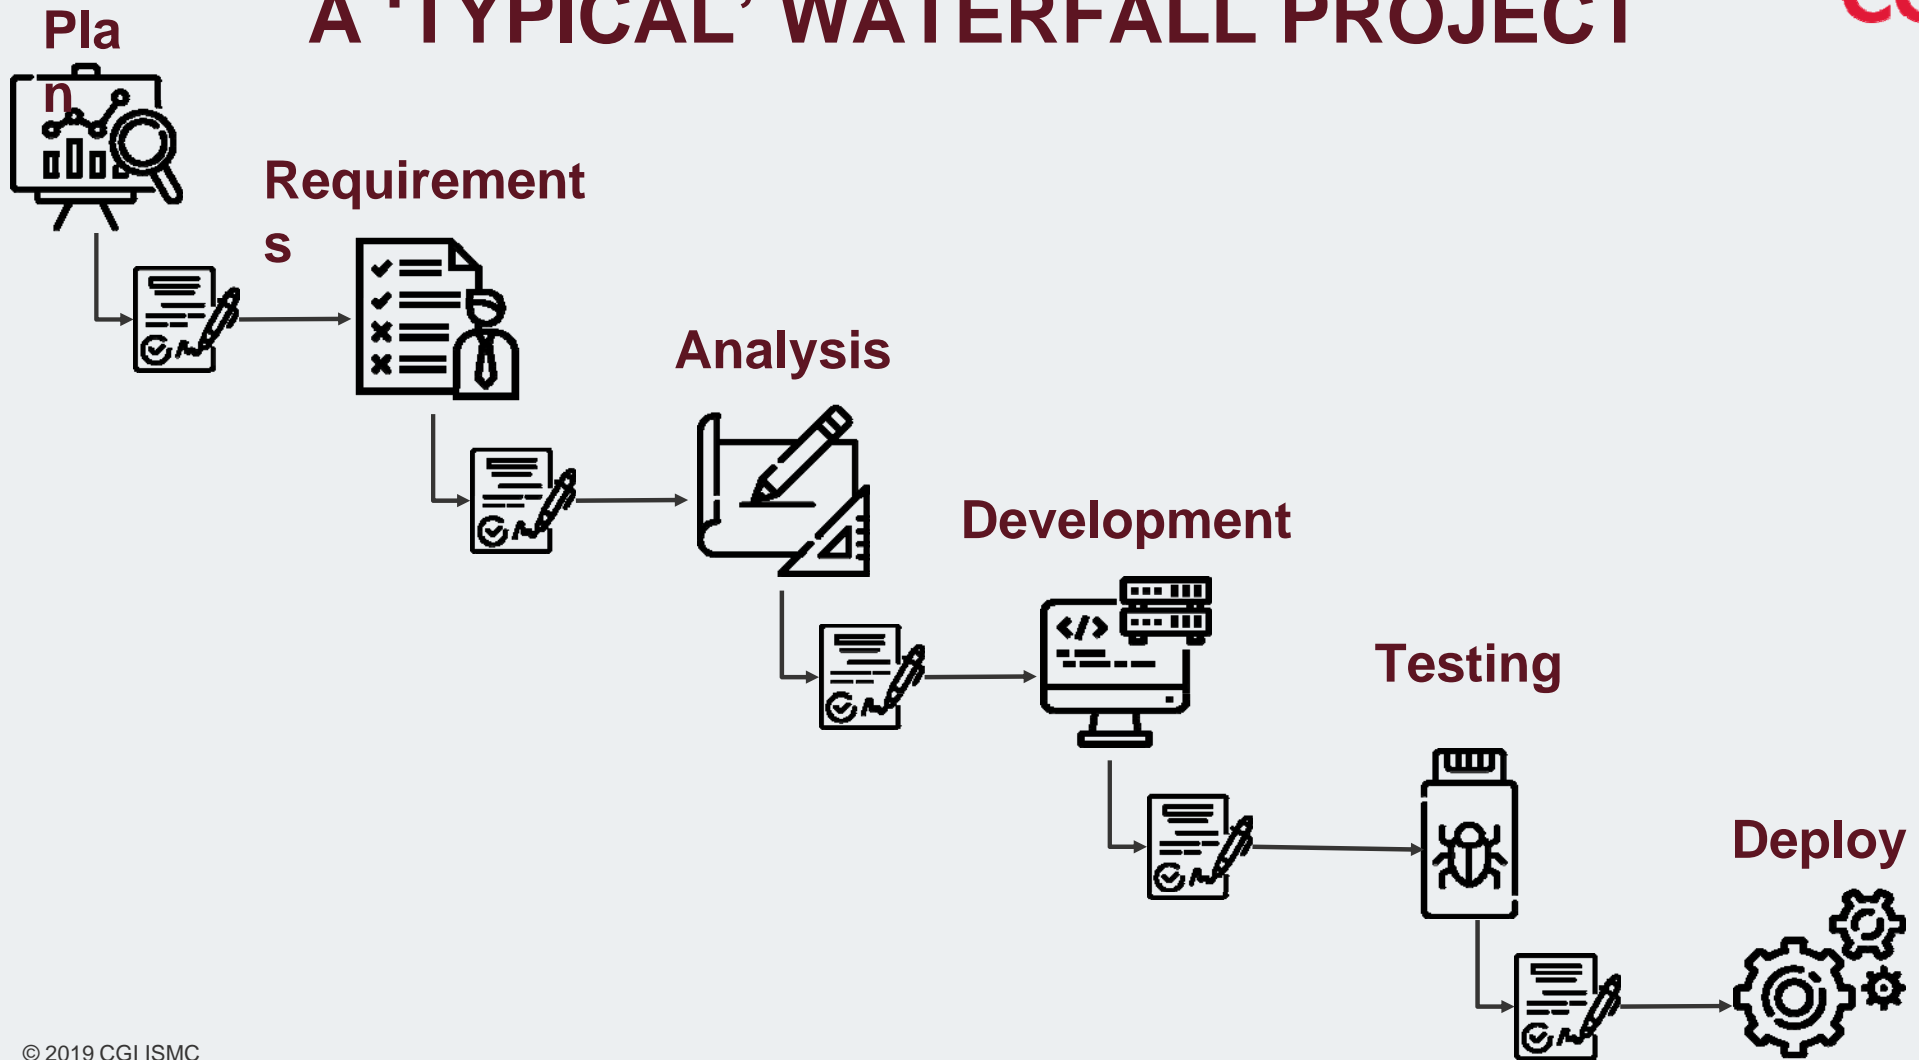 A ‘TYPICAL’ WATERFALL PROJECT
Pla
n
Requirement
s
Analysis
Development
</>
Testing
Deploy
© 2019 CGI ISMC